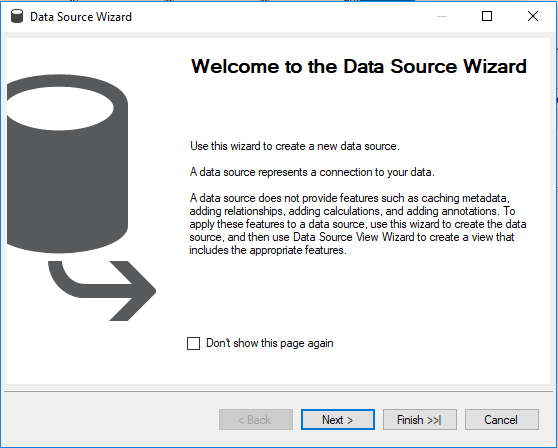 Data Source Wizard
Welcome to the Data Source Wizard
Use this wizard to create a new data source.
A data source represents a connection to your data.
A data source does not provide features such as caching metadata,
adding relationships, adding calculations, and adding annotations. To
apply these features to a data source, use this wizard to create the data
source, and then use Data Source View Wizard to create a view that
includes the appropriate features.
Don't show this page again
< Back Next > Finish >>| Cancel